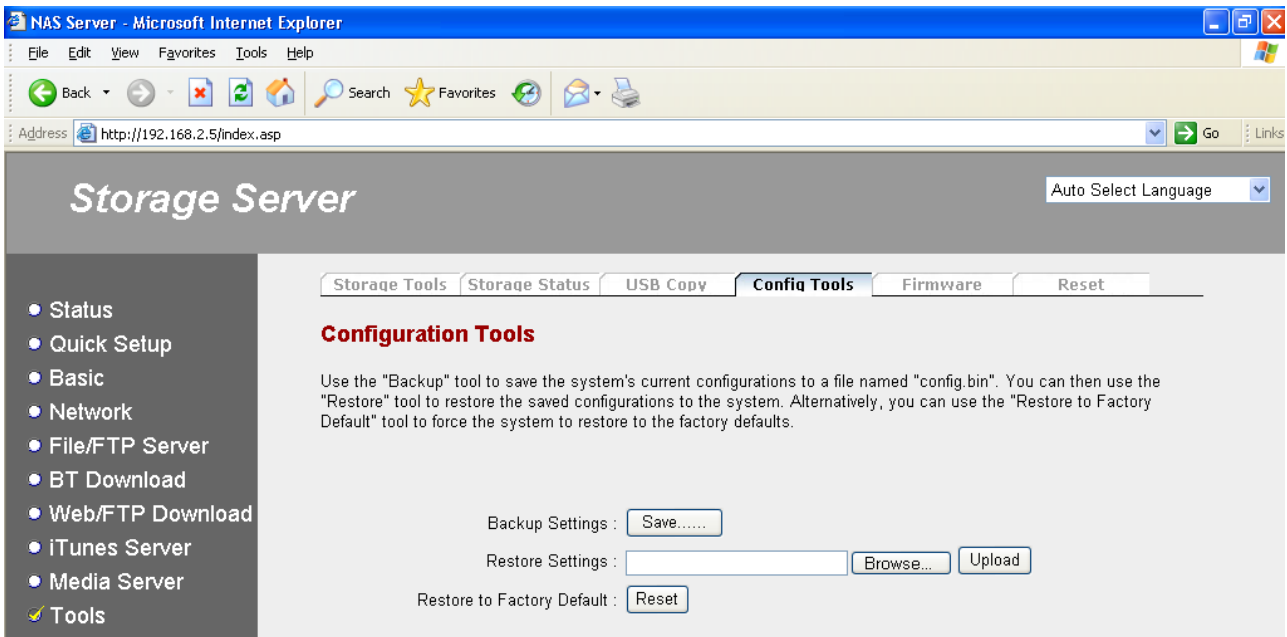 NAS Server - Microsoft Internet Explorer
File Edit View Favorites Tools Help
Back Search Favorites
Address http://192.168.2.5/index.asp Go Links
Storage Server
Auto Select Language
Storage Tools Storage Status USB Copy Config Tools Firmware Reset
Status
Quick Setup
Basic
Network
File/FTP Server
BT Download
Web/FTP Download
iTunes Server
Media Server
Tools
Configuration Tools
Use the "Backup" tool to save the system's current configurations to a file named "config.bin". You can then use the
"Restore" tool to restore the saved configurations to the system. Alternatively, you can use the "Restore to Factory
Default" tool to force the system to restore to the factory defaults.
Backup Settings : Save......
Restore Settings : Browse... Upload
Restore to Factory Default : Reset